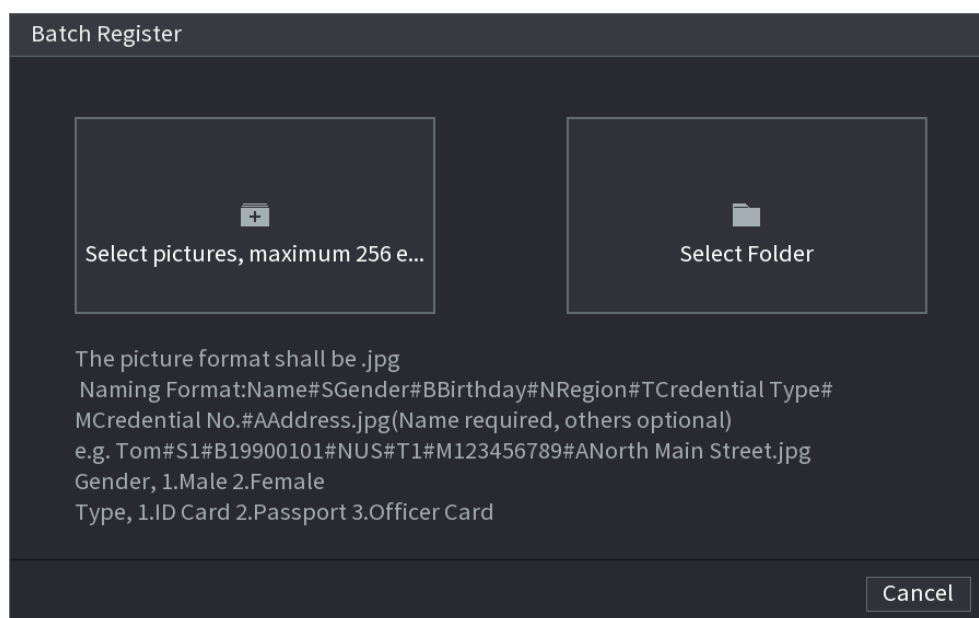 Batch Register
Select pictures, maximum 256 e...
Select Folder
The picture format shall be .jpg
Naming Format:Name#SGender#BBirthday#NRegion#TCredential Type#
MCredential No.#AAddress.jpg(Name required, others optional)
e.g. Tom#S1#B19900101#NUS#T1#M123456789#ANorth Main Street.jpg
Gender, 1.Male 2.Female
Type, 1.ID Card 2.Passport 3.Officer Card
Cancel